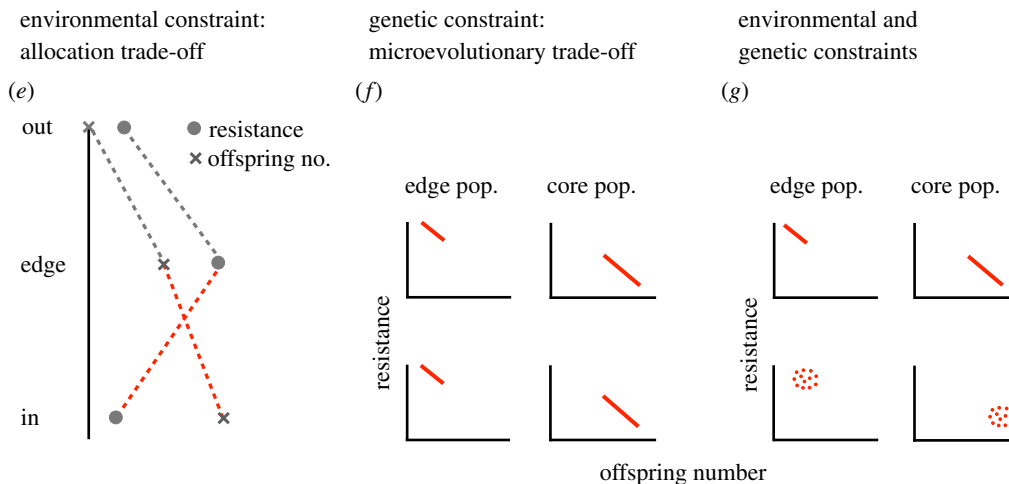 environmental constraint:
allocation trade-off
genetic constraint:
microevolutionary trade-off
environmental and
genetic constraints
(e)
(f)
(g)
out
resistance
offspring no.
edge
in
edge pop.
core pop.
resistance
edge pop.
core pop.
resistance
offspring number